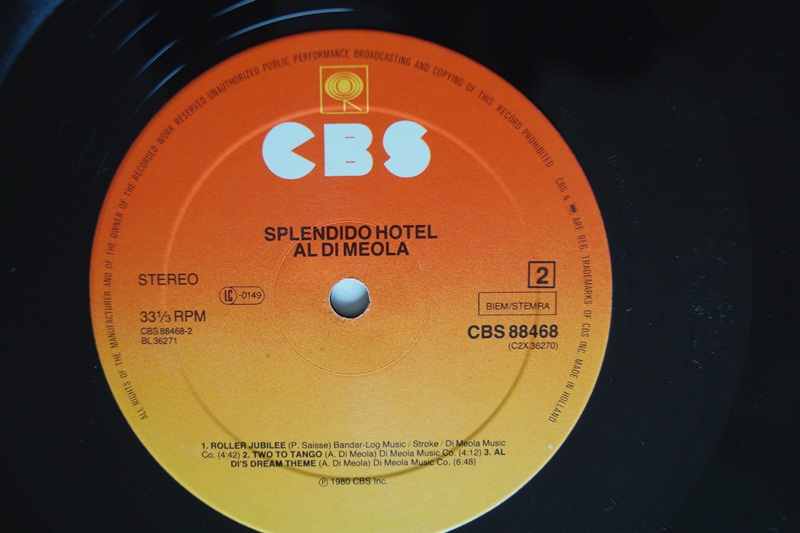 ALL RIGHTS OF THE MANUFACTURER AND OF THE OWNER OF THE RECORDED WORK RESERVED UNAUTHORIZED PUBLIC PERFORMANCE BROADCASTING AND COPYING OF THIS RECORD PROHIBITED CBS & ARE REG. TRADEMARKS OF CBS INC. MADE IN HOLLAND
CBS
SPLENDIDO HOTEL
AL DI MEOLA
STEREO
LC -0149
2
BIEM/STEMRA
33⅓ RPM
CBS 88468-2
BL 36271
CBS 88468
(C2X 36270)
1. ROLLER JUBILEE (P. Saisse) Bandar-Log Music / Stroke / Di Meola Music
Co. (4:42) 2. TWO TO TANGO (A. Di Meola) Di Meola Music Co. (4:12) 3. AL
DI'S DREAM THEME (A. Di Meola) Di Meola Music Co. (6:48)
℗ 1980 CBS Inc.